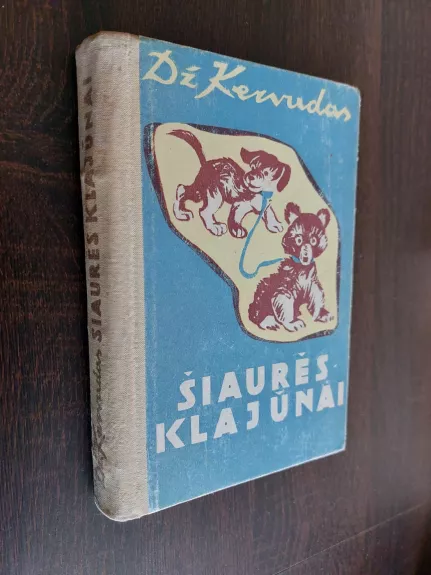 Dž Kervudas
ŠIAURĖS
KLAJŪNAI
Dž. Kervudas ŠIAURĖS KLAJŪNAI